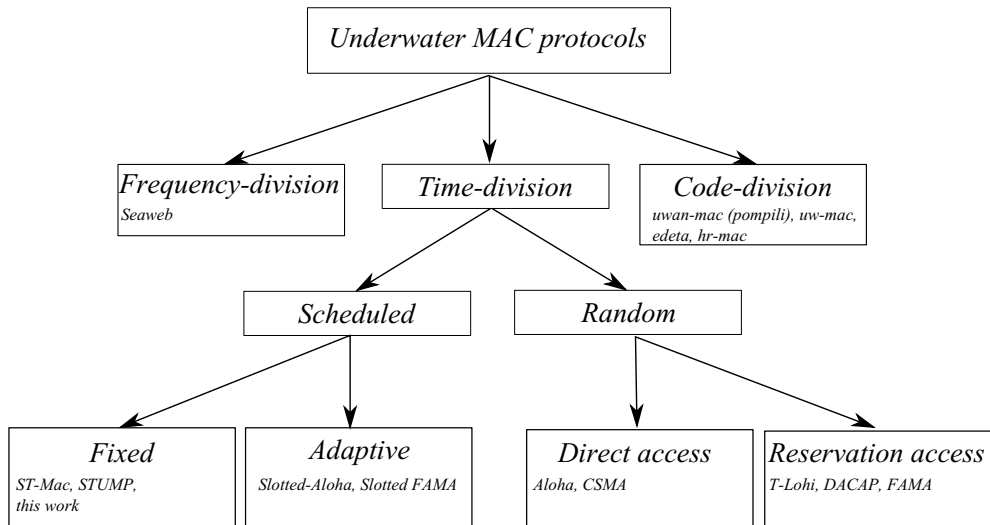 Underwater MAC protocols
Frequency-division
Seaweb
Time-division
Code-division
uwan-mac (pompili), uw-mac,
edeta, hr-mac
Scheduled
Random
Fixed
ST-Mac, STUMP,
this work
Adaptive
Slotted-Aloha, Slotted FAMA
Direct access
Aloha, CSMA
Reservation access
T-Lohi, DACAP, FAMA